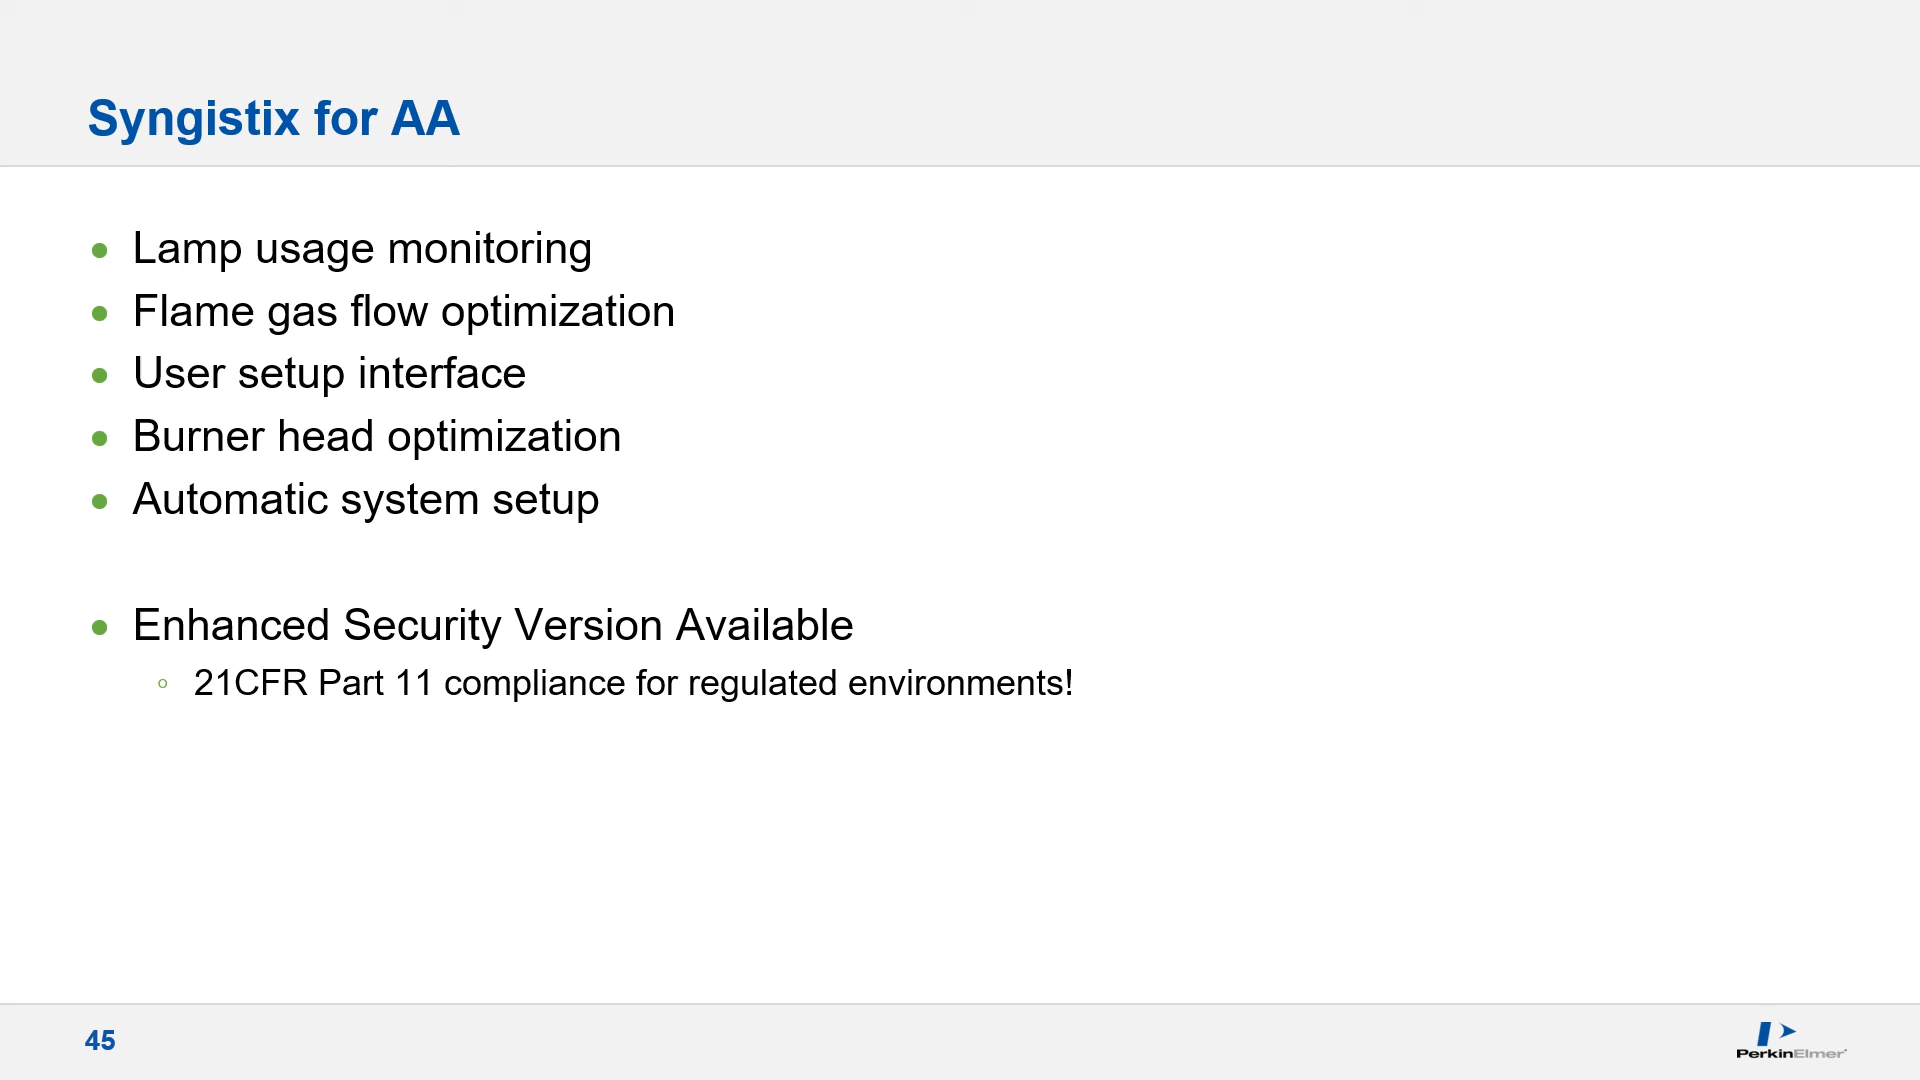 Syngistix for AA
Lamp usage monitoring
Flame gas flow optimization
User setup interface
Burner head optimization
Automatic system setup
Enhanced Security Version Available
21CFR Part 11 compliance for regulated environments!
45
PerkinElmer